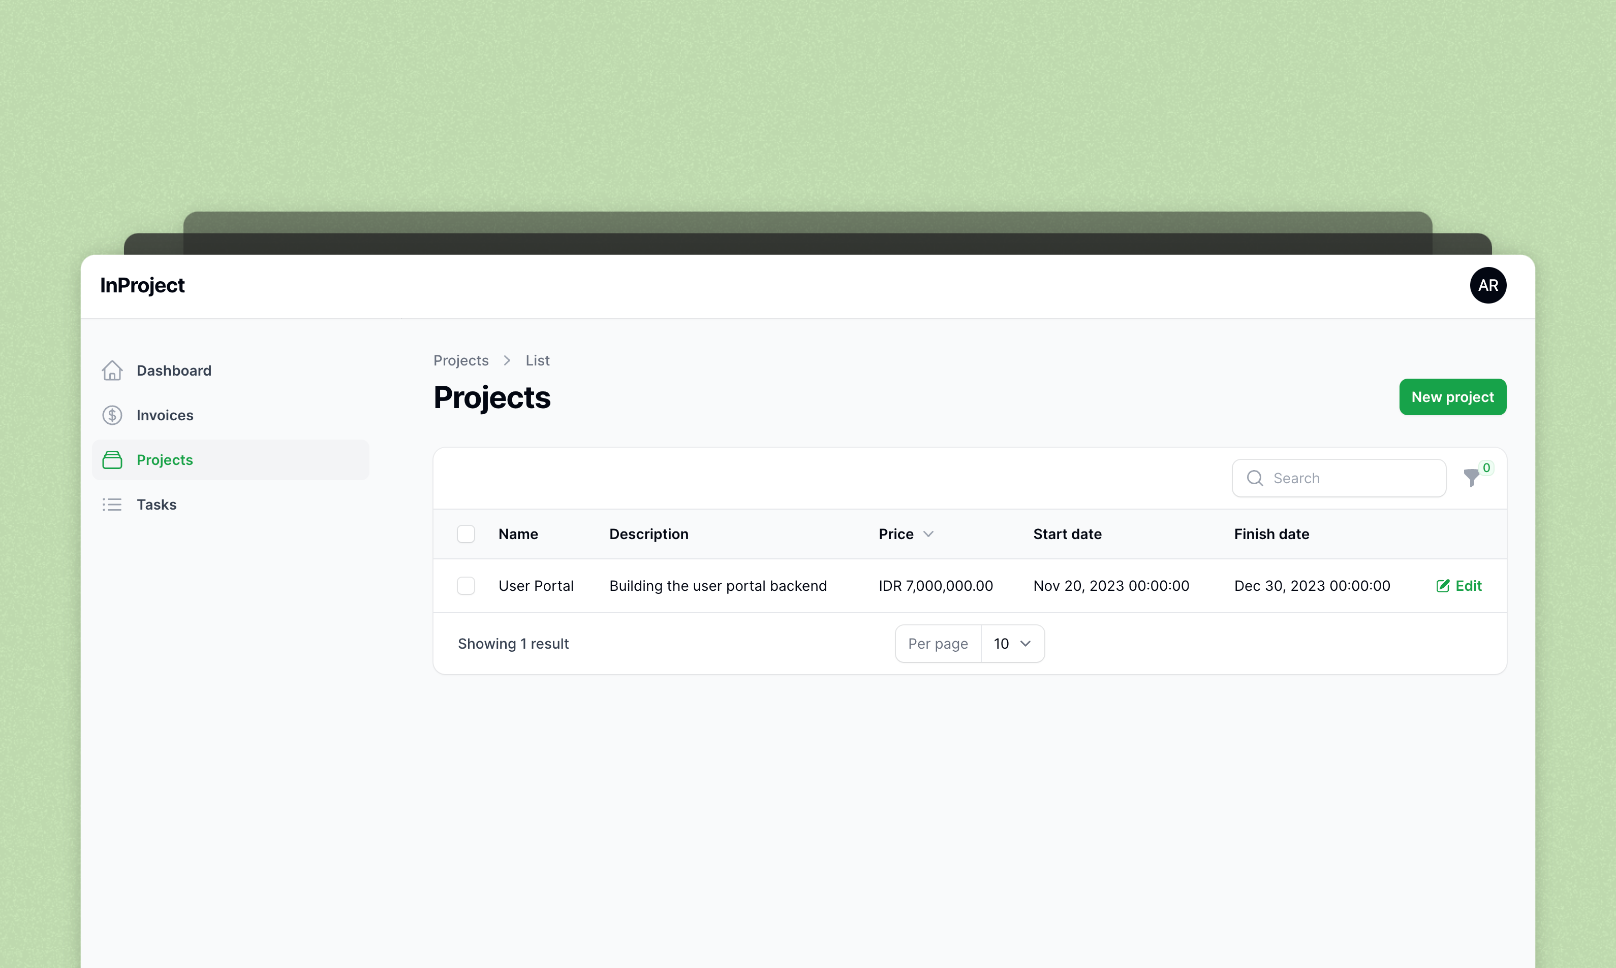 InProject
AR
Dashboard
Invoices
Projects
Tasks
Projects > List
Projects
New project
Search
0
Name Description Price Start date Finish date
User Portal Building the user portal backend IDR 7,000,000.00 Nov 20, 2023 00:00:00 Dec 30, 2023 00:00:00 Edit
Showing 1 result
Per page 10